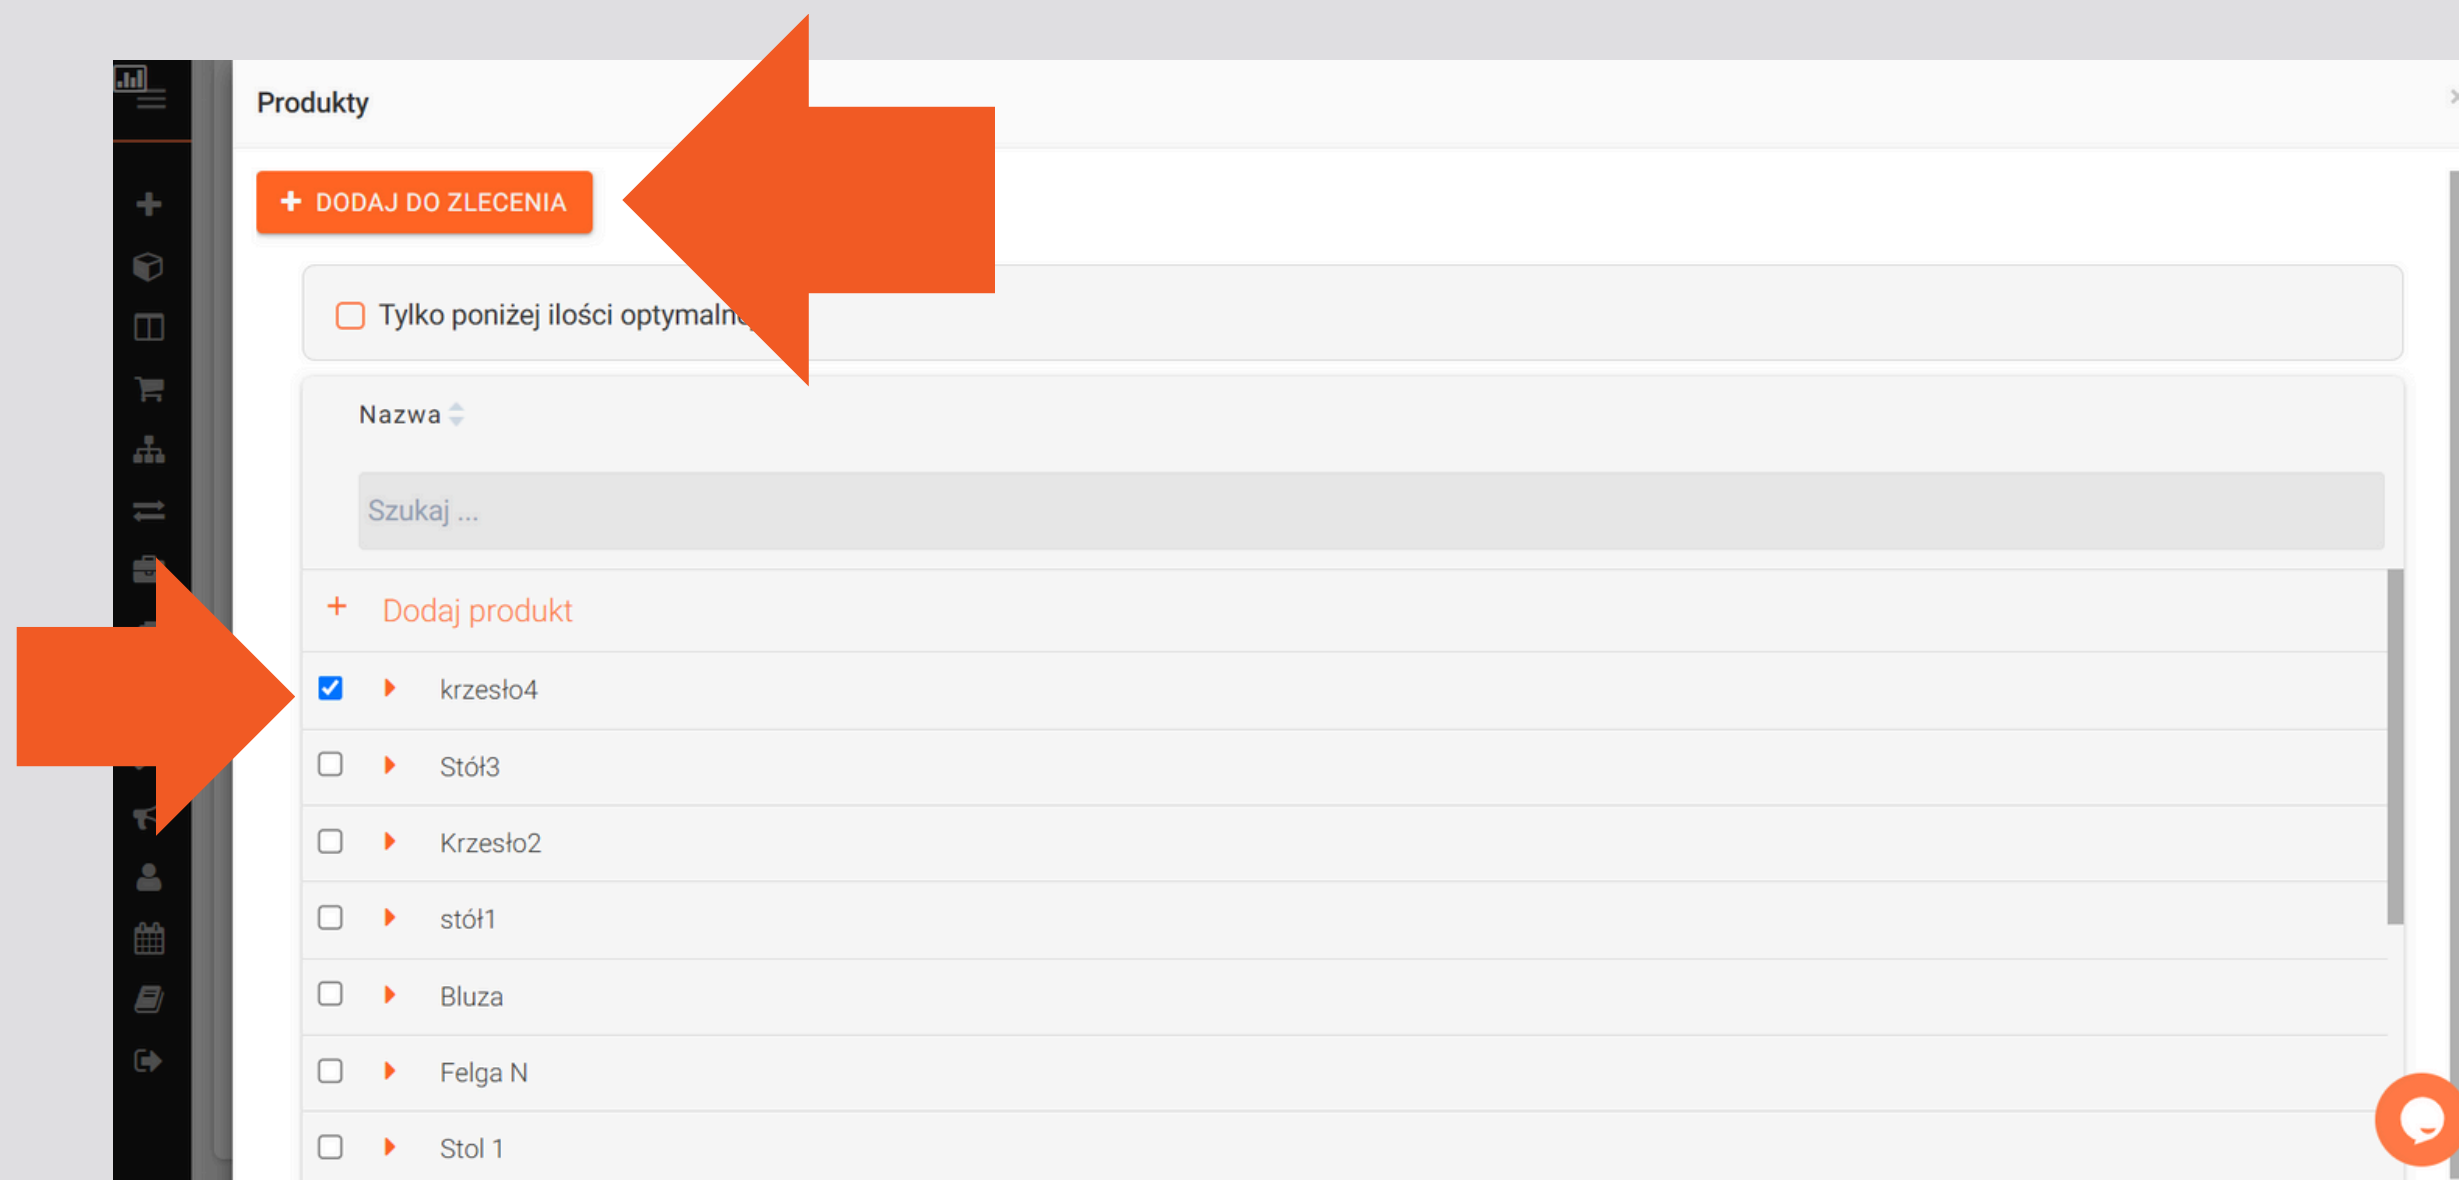 Produkty
+ DODAJ DO ZLECENIA
Tylko poniżej ilości
Nazwa
Szukaj ...
+ Dodaj produkt
krzesło4
Stół3
Krzesło2
stół1
Bluza
Felga N
Stol 1